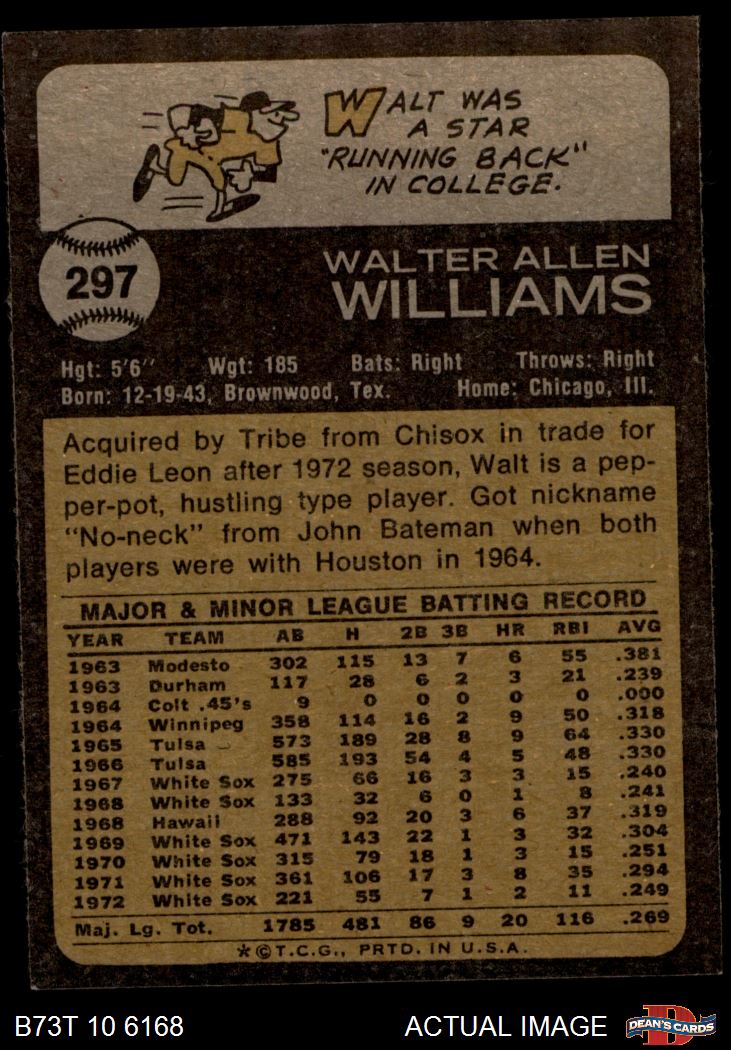 WALT WAS
A STAR
"RUNNING BACK"
IN COLLEGE.
297
WALTER ALLEN
WILLIAMS
Hgt: 5'6" Wgt: 185 Bats: Right Throws: Right
Born: 12-19-43, Brownwood, Tex. Home: Chicago, Ill.
Acquired by Tribe from Chisox in trade for
Eddie Leon after 1972 season, Walt is a pep-
per-pot, hustling type player. Got nickname
"No-neck" from John Bateman when both
players were with Houston in 1964.
MAJOR & MINOR LEAGUE BATTING RECORD
YEAR TEAM AB H 2B 3B HR RBI AVG
1963 Modesto 302 115 13 7 6 55 .381
1963 Durham 117 28 6 2 3 21 .239
1964 Colt .45's 9 0 0 0 0 0 .000
1964 Winnipeg 358 114 16 2 9 50 .318
1965 Tulsa 573 189 28 8 9 64 .330
1966 Tulsa 585 193 54 4 5 48 .330
1967 White Sox 275 66 16 3 3 15 .240
1968 White Sox 133 32 6 0 1 8 .241
1968 Hawaii 288 92 20 3 6 37 .319
1969 White Sox 471 143 22 1 3 32 .304
1970 White Sox 315 79 18 1 3 15 .251
1971 White Sox 361 106 17 3 8 35 .294
1972 White Sox 221 55 7 1 2 11 .249
Maj. Lg. Tot. 1785 481 86 9 20 116 .269
*©T.C.G., PRTD. IN U.S.A.
B73T 10 6168 ACTUAL IMAGE DEAN'S CARDS